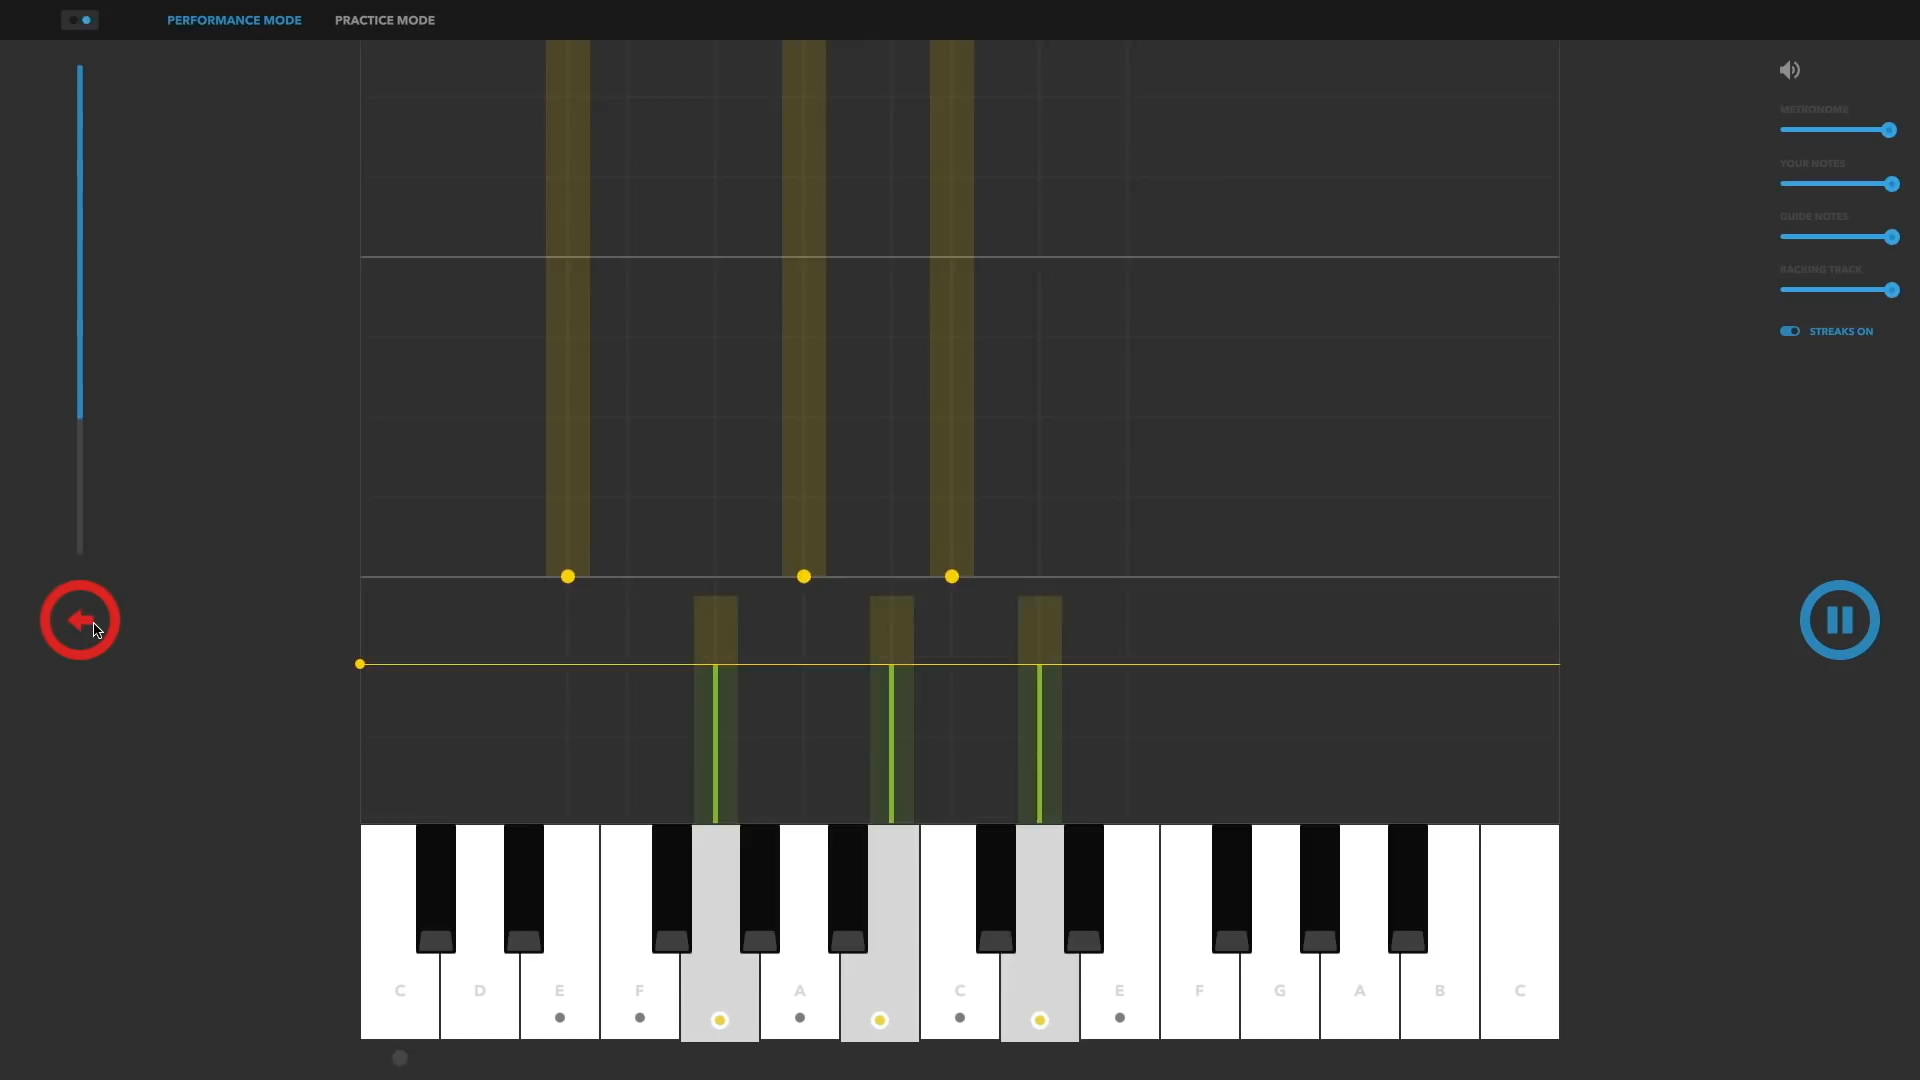 PERFORMANCE MODE PRACTICE MODE
METRONOME
YOUR NOTES
GUIDE NOTES
BACKING TRACK
STREAKS ON
C D E F A C E F G A B C